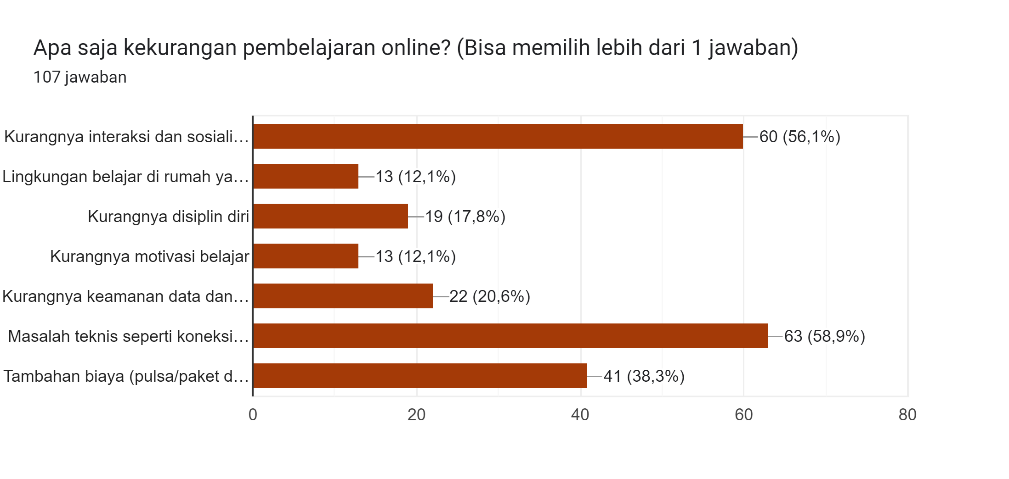 Apa saja kekurangan pembelajaran online? (Bisa memilih lebih dari 1 jawaban)
107 jawaban
Kurangnya interaksi dan sosiali… 60 (56,1%)
Lingkungan belajar di rumah ya… 13 (12,1%)
Kurangnya disiplin diri 19 (17,8%)
Kurangnya motivasi belajar 13 (12,1%)
Kurangnya keamanan data dan… 22 (20,6%)
Masalah teknis seperti koneksi… 63 (58,9%)
Tambahan biaya (pulsa/paket d… 41 (38,3%)
0 20 40 60 80